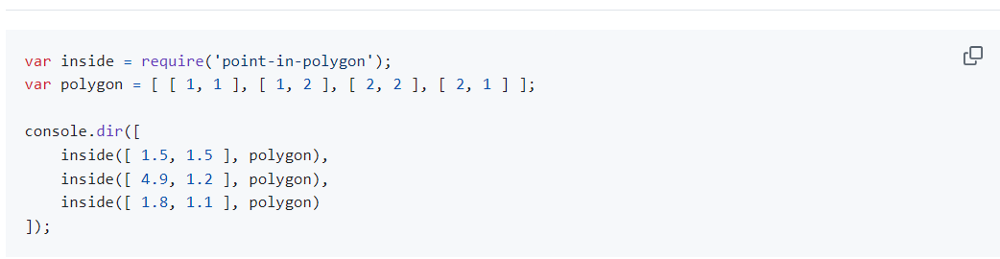 var inside = require('point-in-polygon');
var polygon = [ [ 1, 1 ], [ 1, 2 ], [ 2, 2 ], [ 2, 1 ] ];
console.dir([
    inside([ 1.5, 1.5 ], polygon),
    inside([ 4.9, 1.2 ], polygon),
    inside([ 1.8, 1.1 ], polygon)
]);